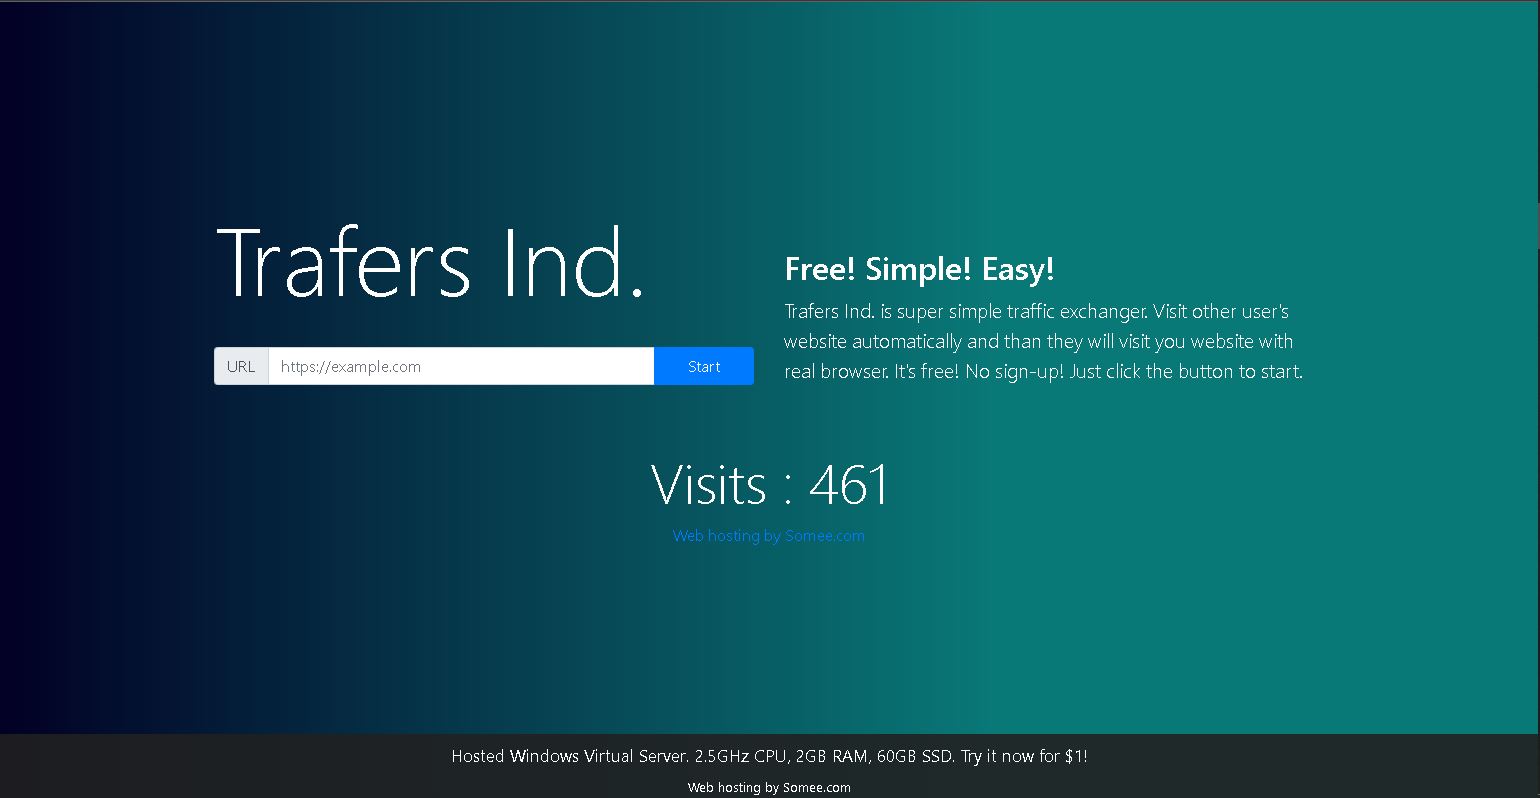 Trafers Ind.
URL https://example.com Start
Free! Simple! Easy!
Trafers Ind. is super simple traffic exchanger. Visit other user's
website automatically and than they will visit you website with
real browser. It's free! No sign-up! Just click the button to start.
Visits : 461
Web hosting by Somee.com
Hosted Windows Virtual Server. 2.5GHz CPU, 2GB RAM, 60GB SSD. Try it now for $1!
Web hosting by Somee.com